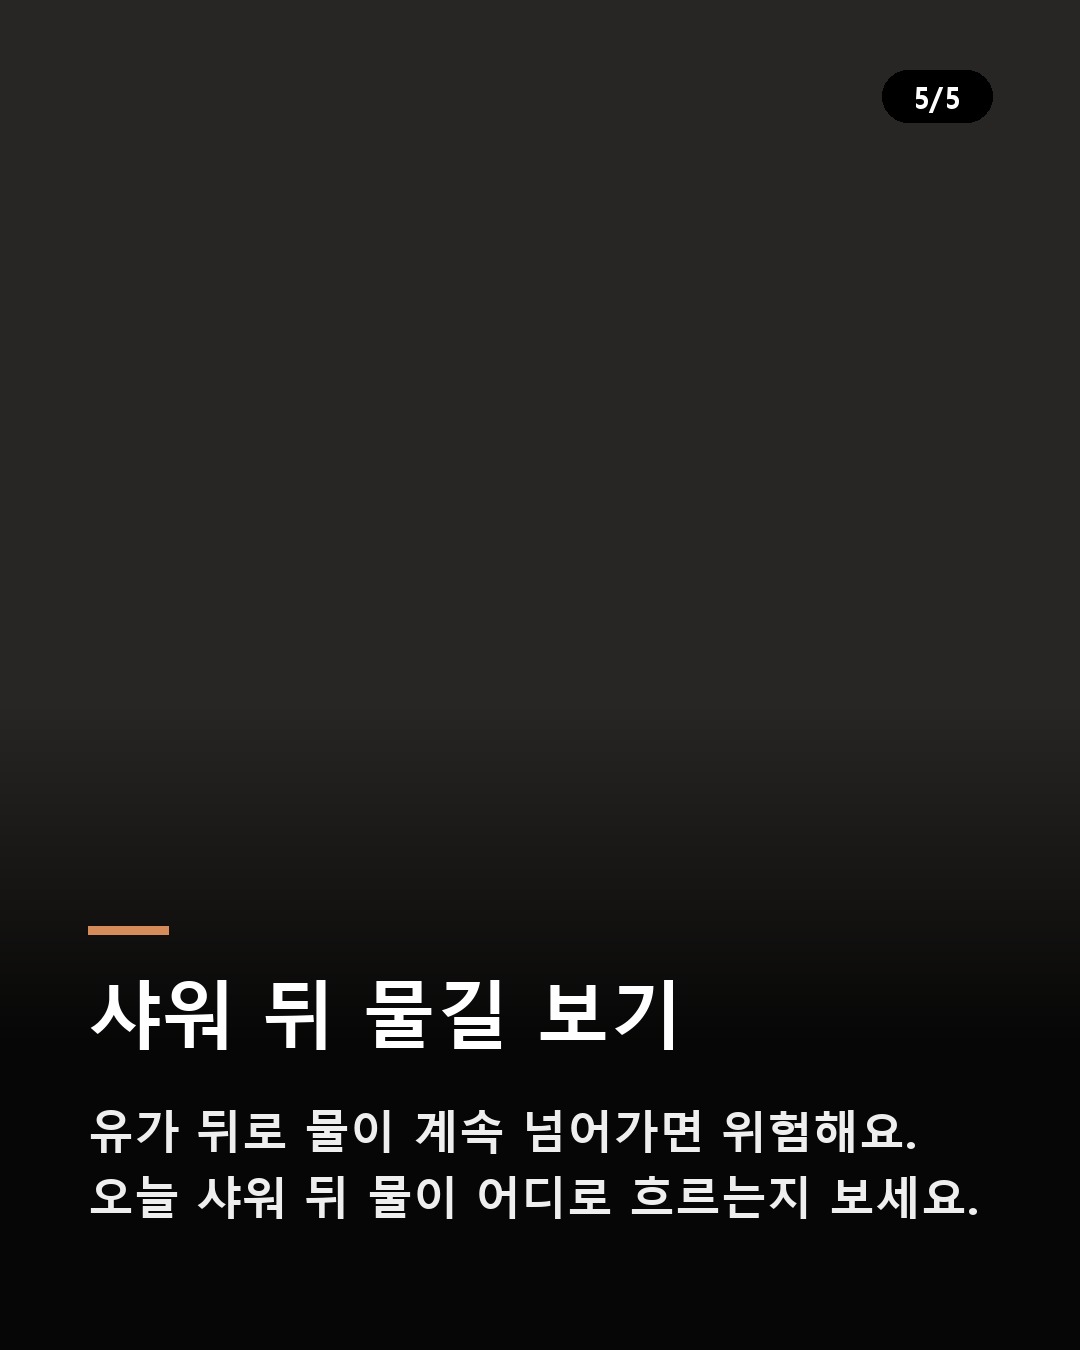 5/5
샤워 뒤 물길 보기
유가 뒤로 물이 계속 넘어가면 위험해요.
오늘 샤워 뒤 물이 어디로 흐르는지 보세요.